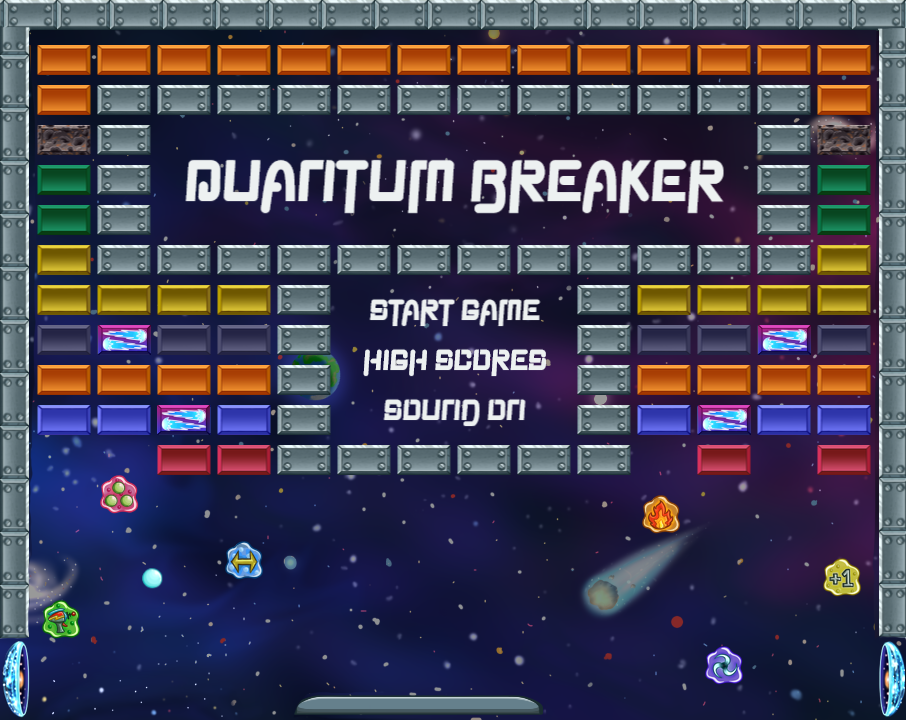 QUANTUM BREAKER
START GAME
HIGH SCORES
SOUND ON
+1